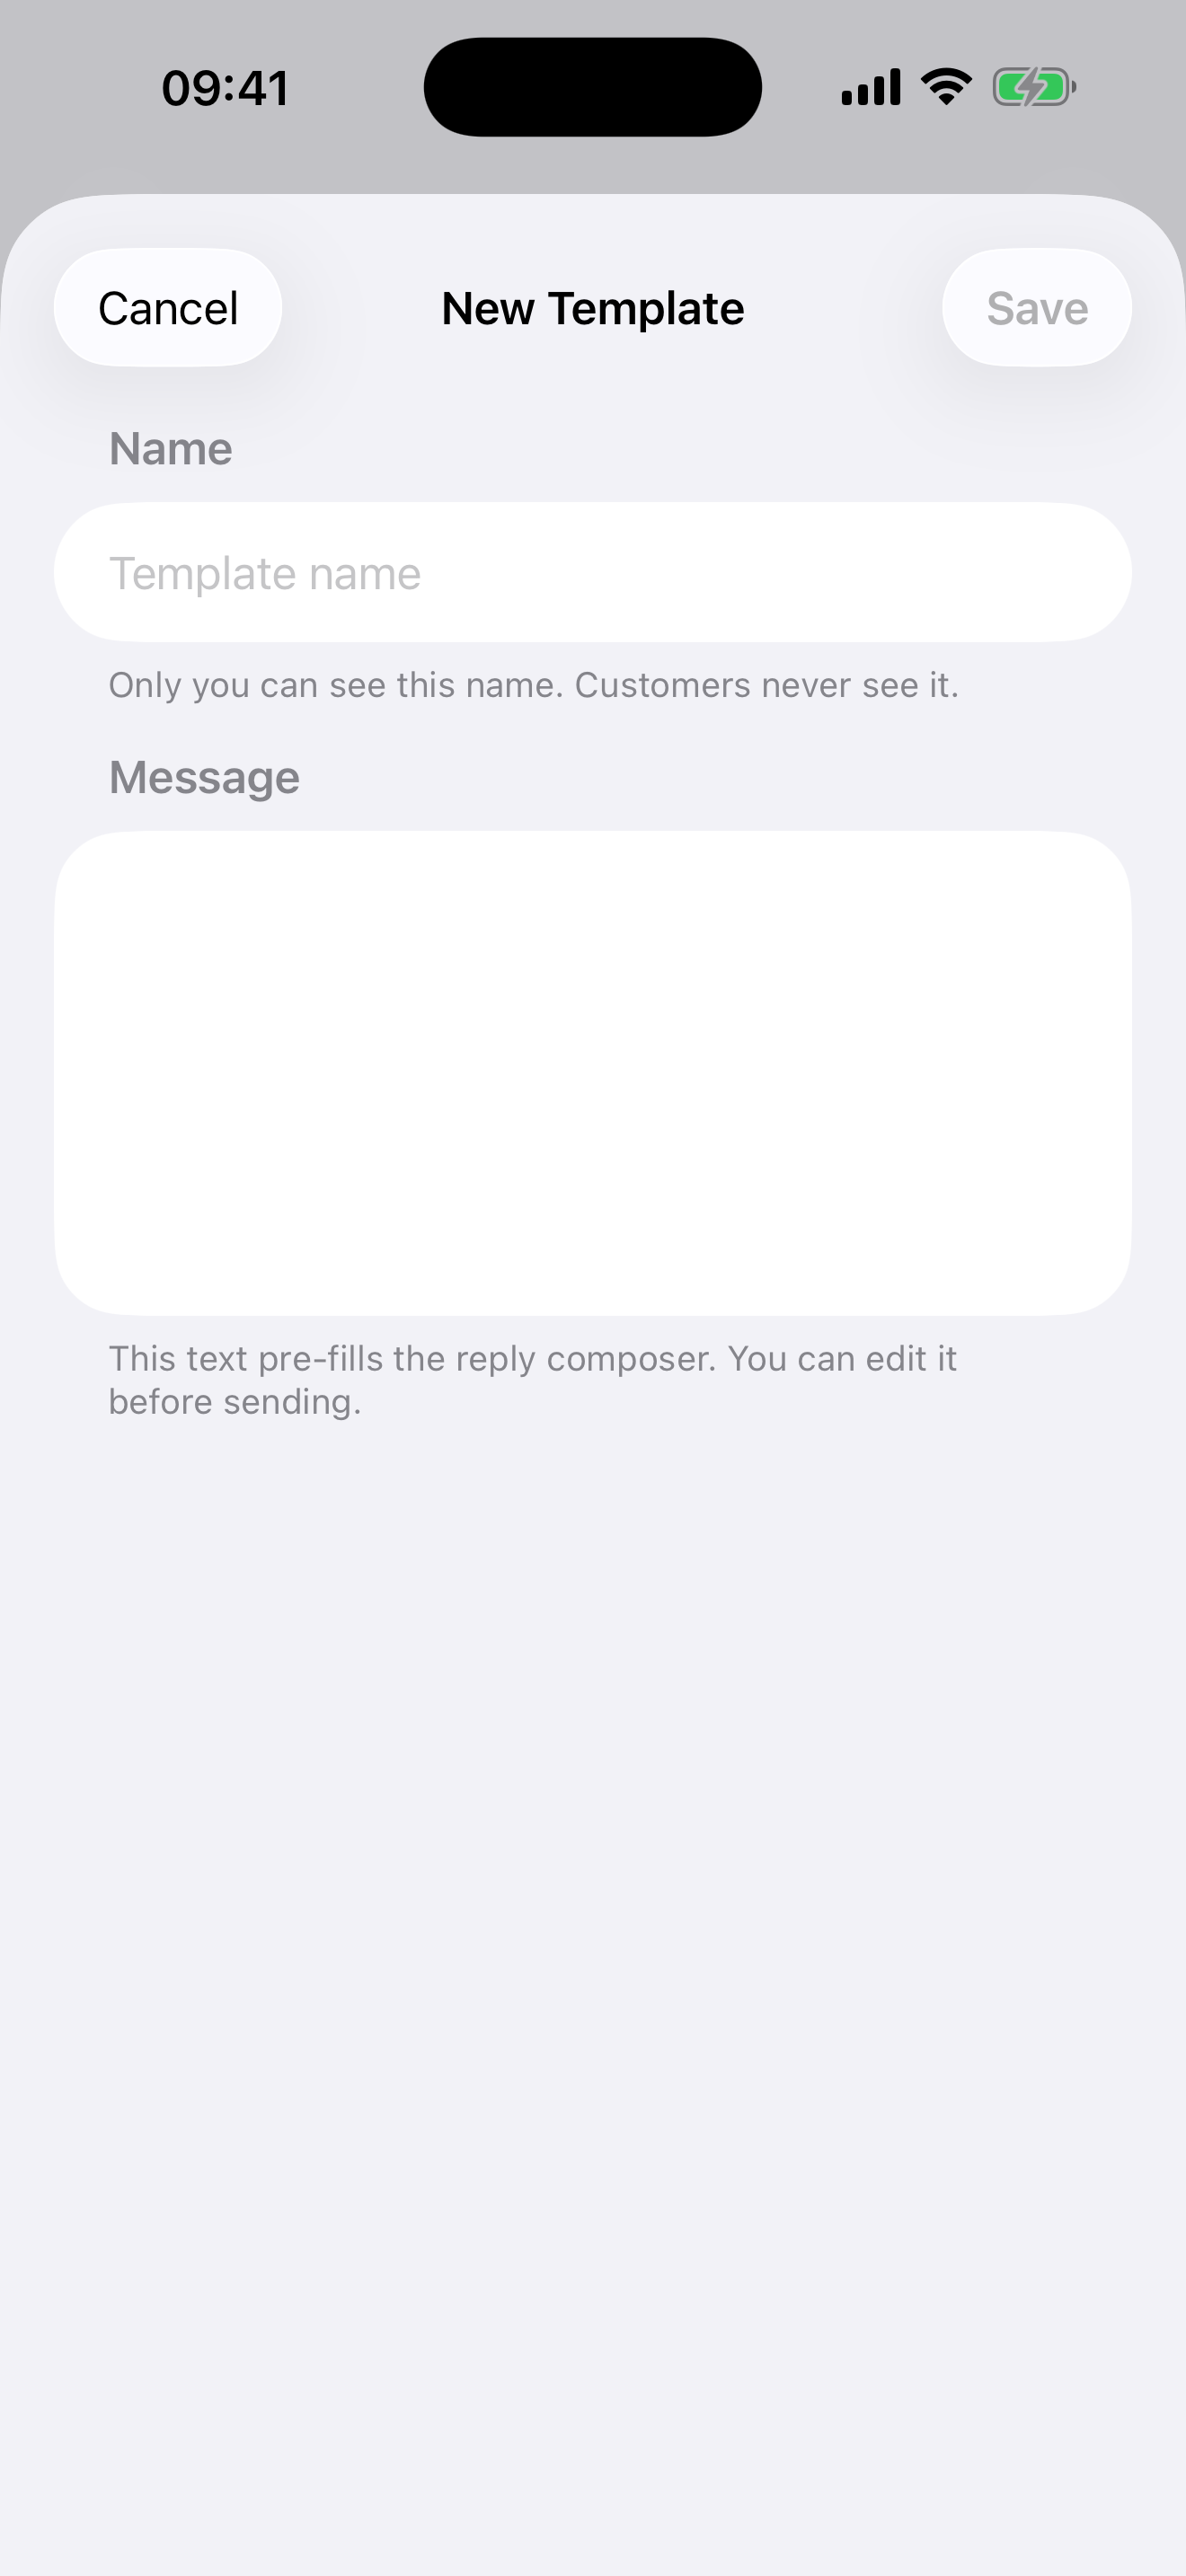 09:41
Cancel
New Template
Save
Name
Template name
Only you can see this name. Customers never see it.
Message
This text pre-fills the reply composer. You can edit it
before sending.